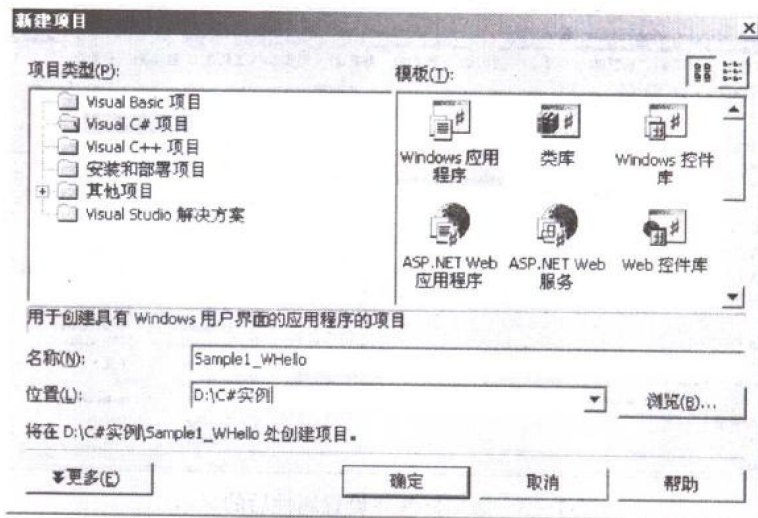 新建项目
项目类型(P):
模板(T):
Visual Basic 项目
Visual C# 项目
Visual C++ 项目
安装和部署项目
其他项目
Visual Studio 解决方案
Windows 应用程序
类库
Windows 控件库
ASP.NET Web 应用程序
ASP.NET Web 服务
Web 控件库
用于创建具有 Windows 用户界面的应用程序的项目
名称(N):
Sample1_WHello
位置(L):
D:\C#实例
浏览(B)...
将在 D:\C#实例\Sample1_WHello 处创建项目。
更多(E)
确定
取消
帮助